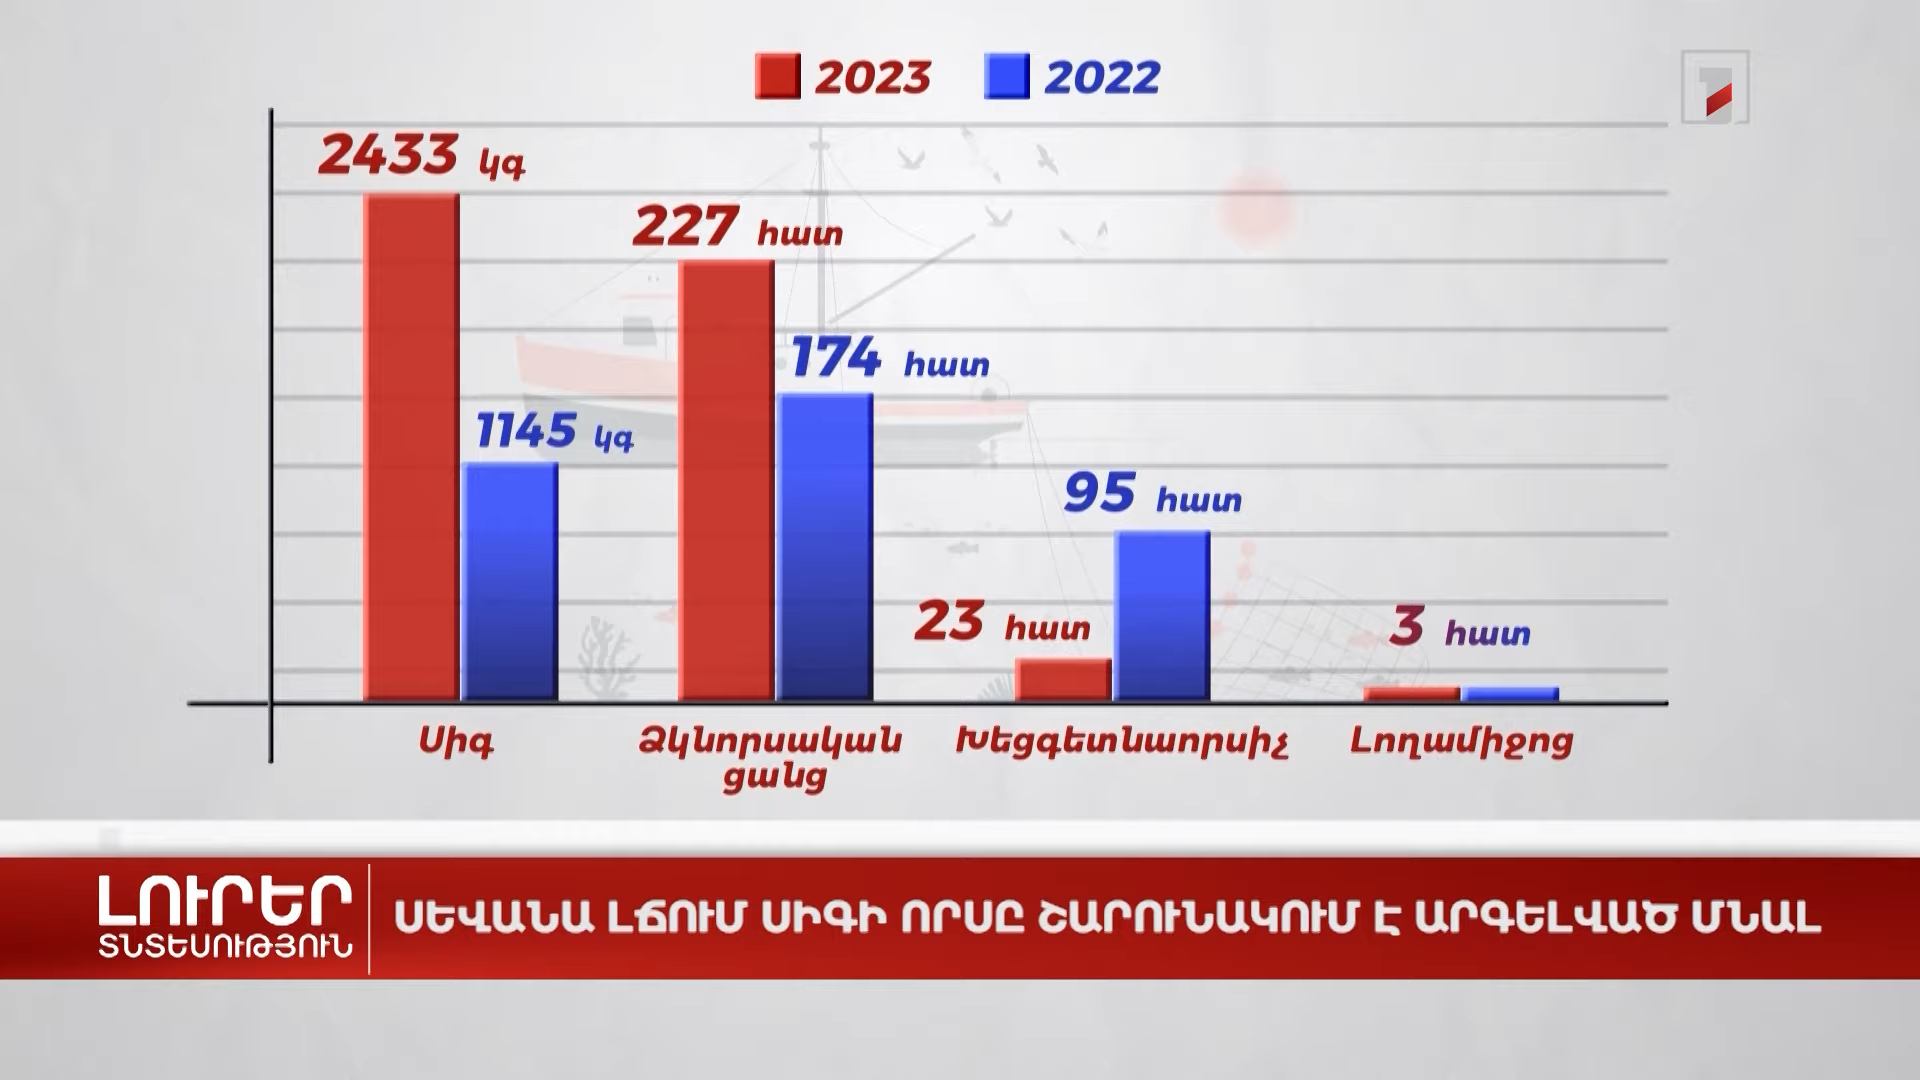 2023 2022
2433 կգ
227 հատ
174 հատ
1145 կգ
95 հատ
23 հատ
3 հատ
Սիգ Ձկնորսական ցանց Խեցգետնաորսիչ Լողամիջոց
ԼՈՒՐԵՐ
ՏՆՏԵՍՈՒԹՅՈՒՆ
ՍԵՎԱՆԱ ԼՃՈՒՄ ՍԻԳԻ ՈՐՍԸ ՇԱՐՈՒՆԱԿՈՒՄ Է ԱՐԳԵԼՎԱԾ ՄՆԱԼ